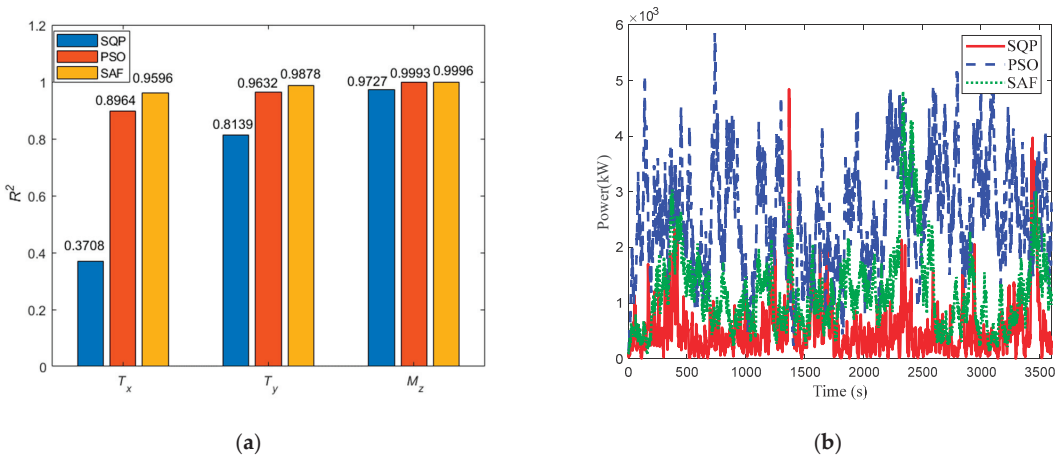 1.2
1
0.8
0.6
0.4
0.2
0
R²
SQP
PSO
SAF
0.3708
0.8964
0.9596
0.8139
0.9632
0.9878
0.9727
0.9993
0.9996
Tx
Ty
Mz
(a)
×10³
6
5
4
3
2
1
0
Power(kW)
SQP
PSO
SAF
0 500 1000 1500 2000 2500 3000 3500
Time (s)
(b)